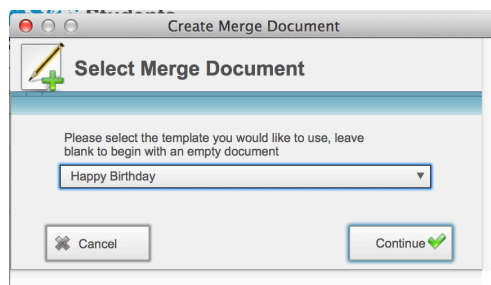 Students
Create Merge Document
Select Merge Document
Please select the template you would like to use, leave
blank to begin with an empty document
Happy Birthday
Cancel
Continue